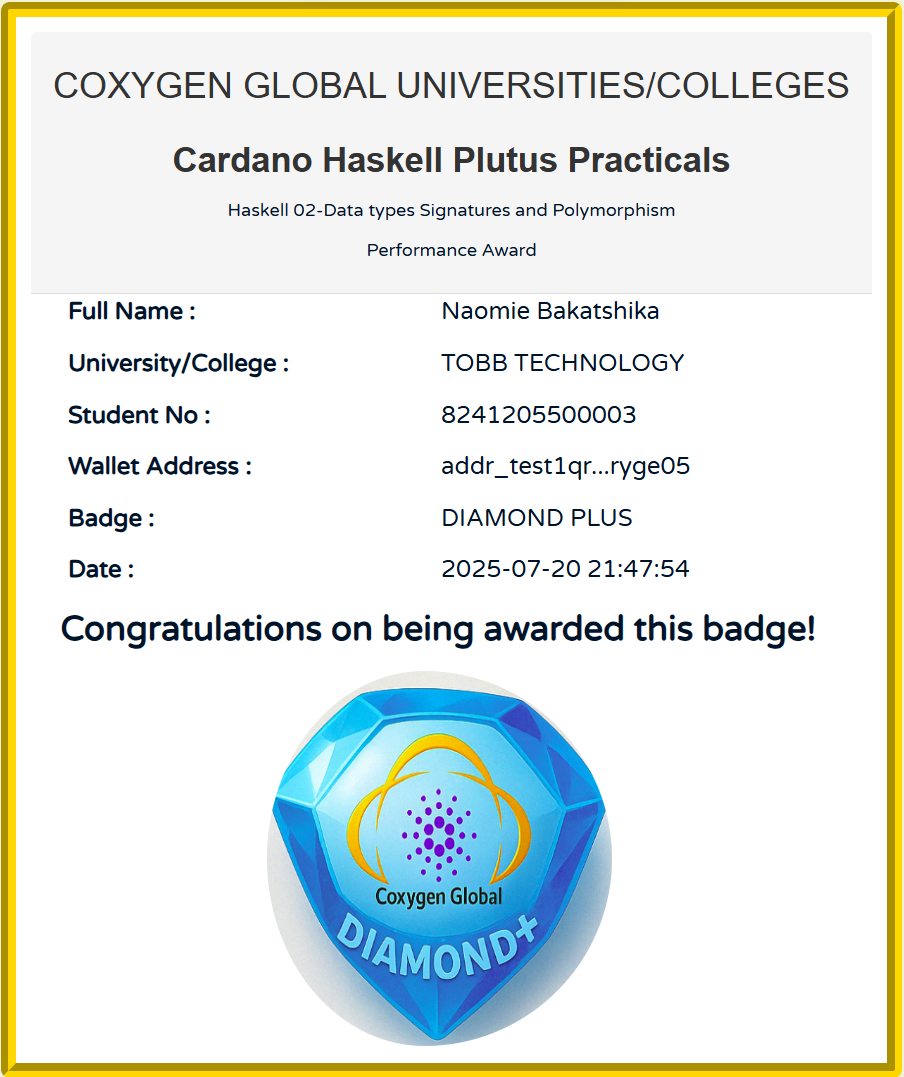 COXYGEN GLOBAL UNIVERSITIES/COLLEGES
Cardano Haskell Plutus Practicals
Haskell 02-Data types Signatures and Polymorphism
Performance Award
Full Name : Naomie Bakatshika
University/College : TOBB TECHNOLOGY
Student No : 8241205500003
Wallet Address : addr_test1qr...ryge05
Badge : DIAMOND PLUS
Date : 2025-07-20 21:47:54
Congratulations on being awarded this badge!
Coxygen Global
DIAMOND+